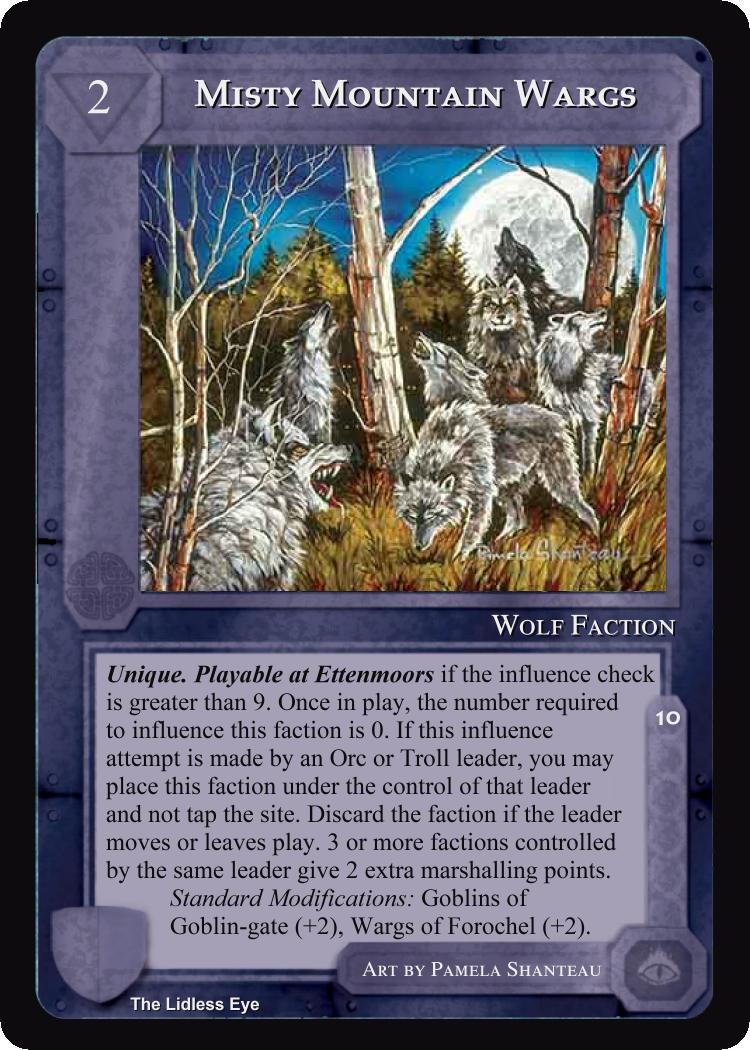 2
Misty Mountain Wargs
Pamela Shanteau
Wolf Faction
Unique. Playable at Ettenmoors if the influence check
is greater than 9. Once in play, the number required
to influence this faction is 0. If this influence
attempt is made by an Orc or Troll leader, you may
place this faction under the control of that leader
and not tap the site. Discard the faction if the leader
moves or leaves play. 3 or more factions controlled
by the same leader give 2 extra marshalling points.
Standard Modifications: Goblins of
Goblin-gate (+2), Wargs of Forochel (+2).
10
Art by Pamela Shanteau
The Lidless Eye